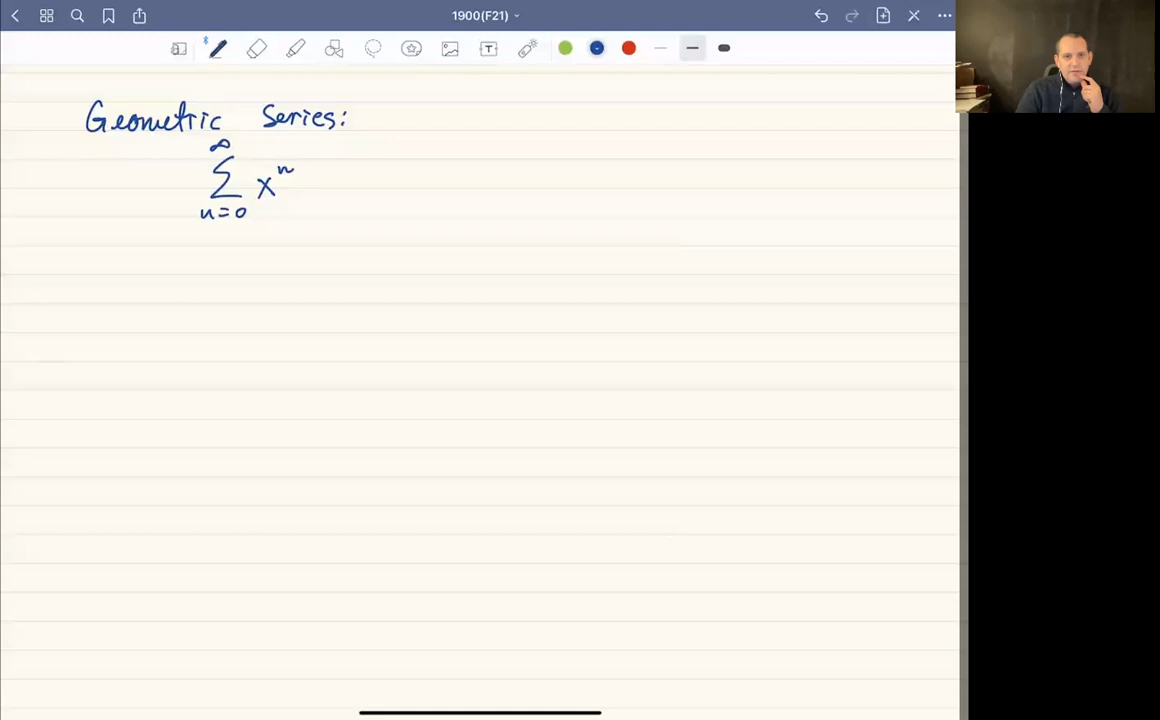 1900(F21)
Geometric Series:
∞
∑ xⁿ
n=0